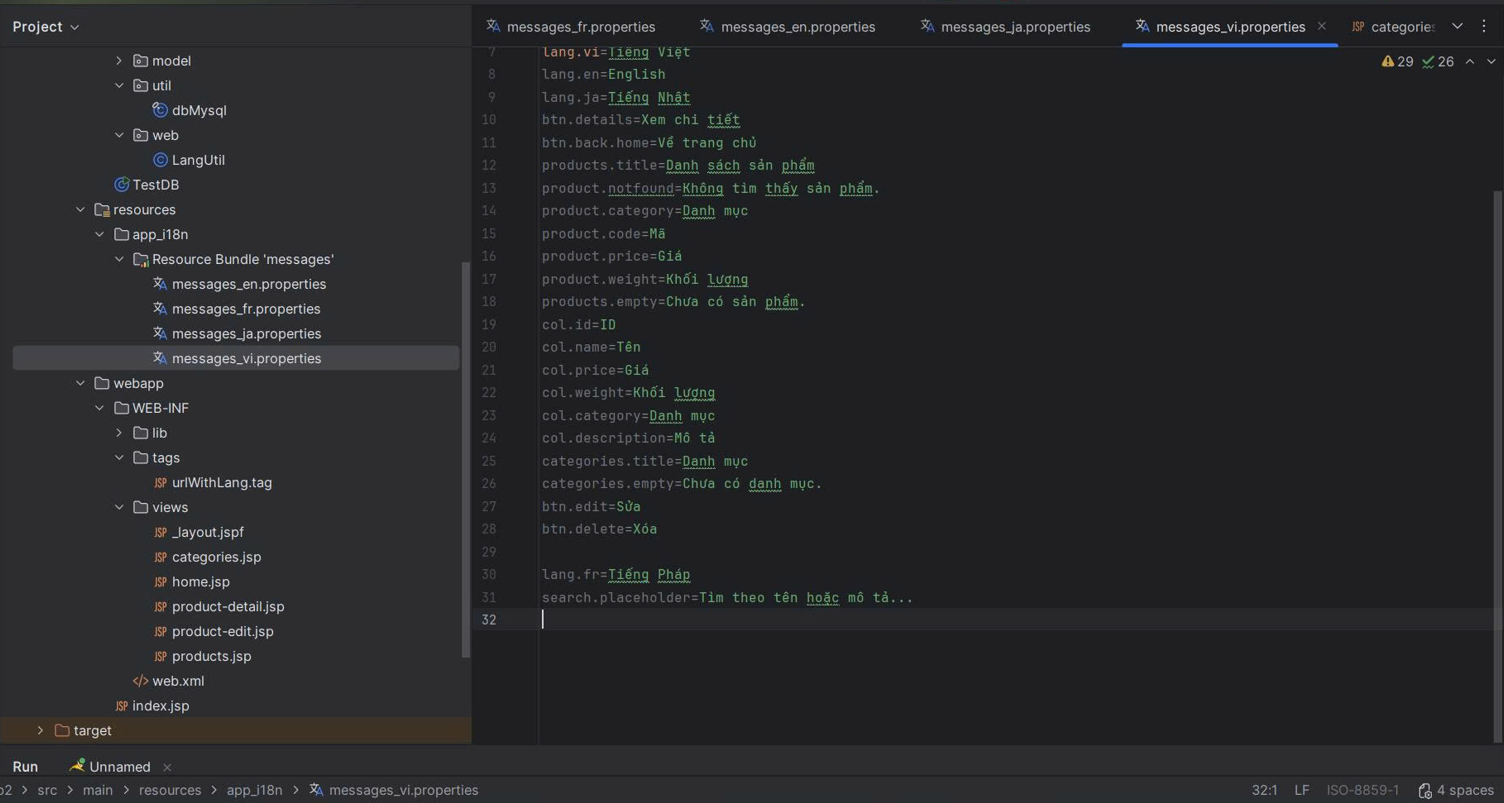 Project
messages_fr.properties
messages_en.properties
messages_ja.properties
messages_vi.properties
categories
model
util
dbMysql
web
LangUtil
TestDB
resources
app_i18n
Resource Bundle 'messages'
messages_en.properties
messages_fr.properties
messages_ja.properties
messages_vi.properties
webapp
WEB-INF
lib
tags
JSP urlWithLang.tag
views
JSP _layout.jspf
JSP categories.jsp
JSP home.jsp
JSP product-detail.jsp
JSP product-edit.jsp
JSP products.jsp
</> web.xml
JSP index.jsp
target
29 26
7 lang.vi=Tiếng Việt
8 lang.en=English
9 lang.ja=Tiếng Nhật
10 btn.details=Xem chi tiết
11 btn.back.home=Về trang chủ
12 products.title=Danh sách sản phẩm
13 product.notfound=Không tìm thấy sản phẩm.
14 product.category=Danh mục
15 product.code=Mã
16 product.price=Giá
17 product.weight=Khối lượng
18 products.empty=Chưa có sản phẩm.
19 col.id=ID
20 col.name=Tên
21 col.price=Giá
22 col.weight=Khối lượng
23 col.category=Danh mục
24 col.description=Mô tả
25 categories.title=Danh mục
26 categories.empty=Chưa có danh mục.
27 btn.edit=Sửa
28 btn.delete=Xóa
29
30 lang.fr=Tiếng Pháp
31 search.placeholder=Tìm theo tên hoặc mô tả...
32
Run Unnamed
src > main > resources > app_i18n > messages_vi.properties
32:1 LF ISO-8859-1 4 spaces